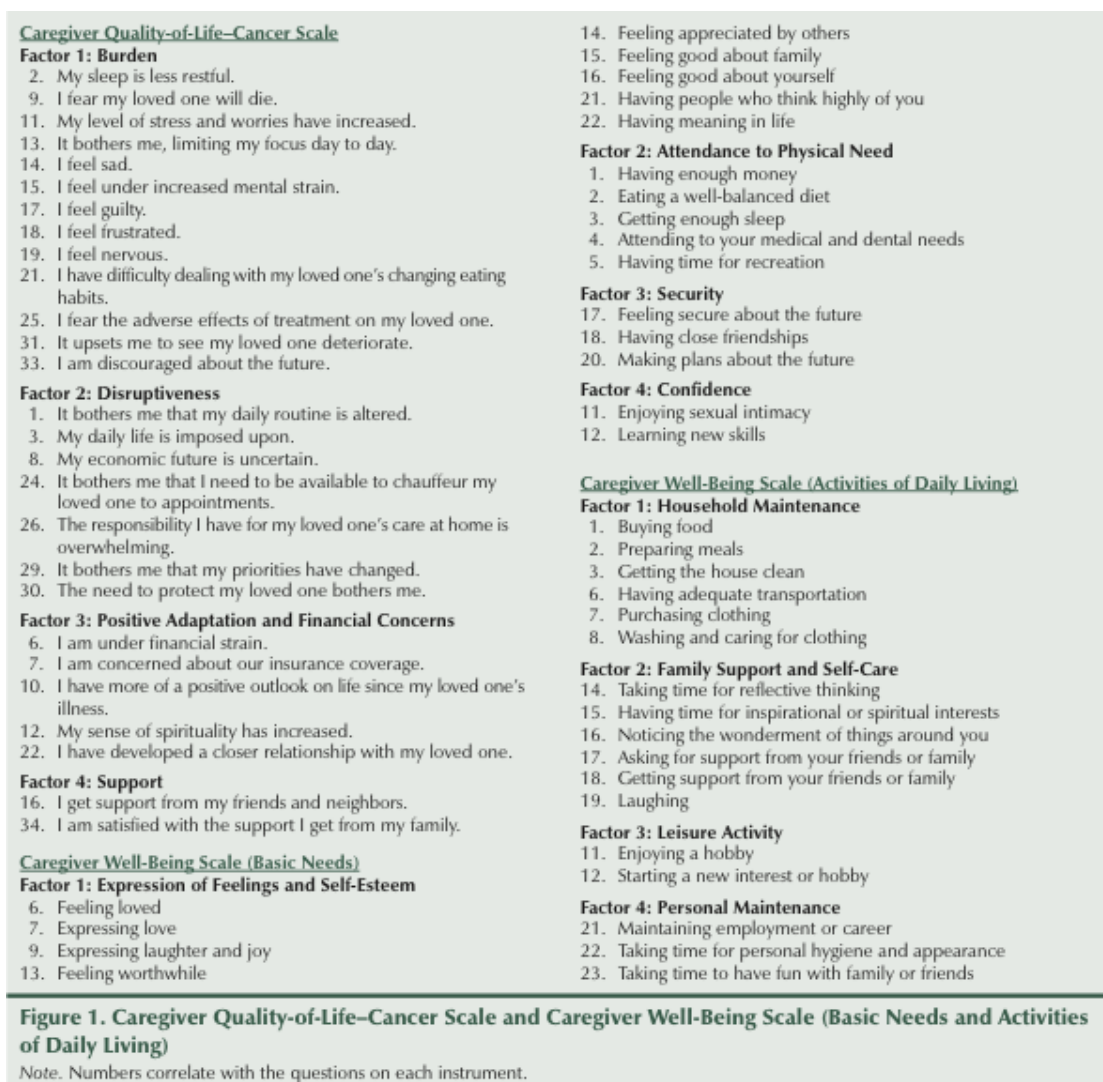 Caregiver Quality-of-Life–Cancer Scale
Factor 1: Burden
2. My sleep is less restful.
9. I fear my loved one will die.
11. My level of stress and worries have increased.
13. It bothers me, limiting my focus day to day.
14. I feel sad.
15. I feel under increased mental strain.
17. I feel guilty.
18. I feel frustrated.
19. I feel nervous.
21. I have difficulty dealing with my loved one's changing eating
habits.
25. I fear the adverse effects of treatment on my loved one.
31. It upsets me to see my loved one deteriorate.
33. I am discouraged about the future.
Factor 2: Disruptiveness
1. It bothers me that my daily routine is altered.
3. My daily life is imposed upon.
8. My economic future is uncertain.
24. It bothers me that I need to be available to chauffeur my
loved one to appointments.
26. The responsibility I have for my loved one's care at home is
overwhelming.
29. It bothers me that my priorities have changed.
30. The need to protect my loved one bothers me.
Factor 3: Positive Adaptation and Financial Concerns
6. I am under financial strain.
7. I am concerned about our insurance coverage.
10. I have more of a positive outlook on life since my loved one's
illness.
12. My sense of spirituality has increased.
22. I have developed a closer relationship with my loved one.
Factor 4: Support
16. I get support from my friends and neighbors.
34. I am satisfied with the support I get from my family.
Caregiver Well-Being Scale (Basic Needs)
Factor 1: Expression of Feelings and Self-Esteem
6. Feeling loved
7. Expressing love
9. Expressing laughter and joy
13. Feeling worthwhile
14. Feeling appreciated by others
15. Feeling good about family
16. Feeling good about yourself
21. Having people who think highly of you
22. Having meaning in life
Factor 2: Attendance to Physical Need
1. Having enough money
2. Eating a well-balanced diet
3. Getting enough sleep
4. Attending to your medical and dental needs
5. Having time for recreation
Factor 3: Security
17. Feeling secure about the future
18. Having close friendships
20. Making plans about the future
Factor 4: Confidence
11. Enjoying sexual intimacy
12. Learning new skills
Caregiver Well-Being Scale (Activities of Daily Living)
Factor 1: Household Maintenance
1. Buying food
2. Preparing meals
3. Getting the house clean
6. Having adequate transportation
7. Purchasing clothing
8. Washing and caring for clothing
Factor 2: Family Support and Self-Care
14. Taking time for reflective thinking
15. Having time for inspirational or spiritual interests
16. Noticing the wonderment of things around you
17. Asking for support from your friends or family
18. Getting support from your friends or family
19. Laughing
Factor 3: Leisure Activity
11. Enjoying a hobby
12. Starting a new interest or hobby
Factor 4: Personal Maintenance
21. Maintaining employment or career
22. Taking time for personal hygiene and appearance
23. Taking time to have fun with family or friends
Figure 1. Caregiver Quality-of-Life–Cancer Scale and Caregiver Well-Being Scale (Basic Needs and Activities
of Daily Living)
Note. Numbers correlate with the questions on each instrument.